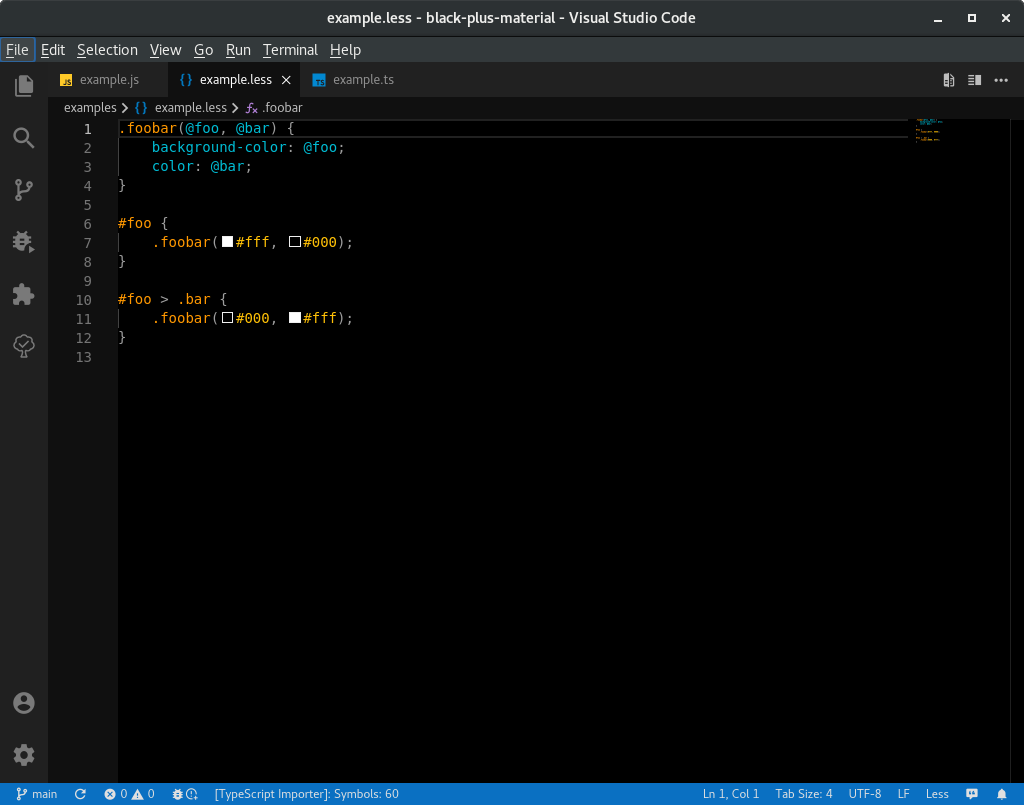 example.less - black-plus-material - Visual Studio Code
File Edit Selection View Go Run Terminal Help
JS example.js {} example.less TS example.ts
examples {} example.less .foobar
1 .foobar(@foo, @bar) {
2 background-color: @foo;
3 color: @bar;
4 }
5
6 #foo {
7 .foobar(#fff, #000);
8 }
9
10 #foo > .bar {
11 .foobar(#000, #fff);
12 }
13
main 0 0 [TypeScript Importer]: Symbols: 60 Ln 1, Col 1 Tab Size: 4 UTF-8 LF Less